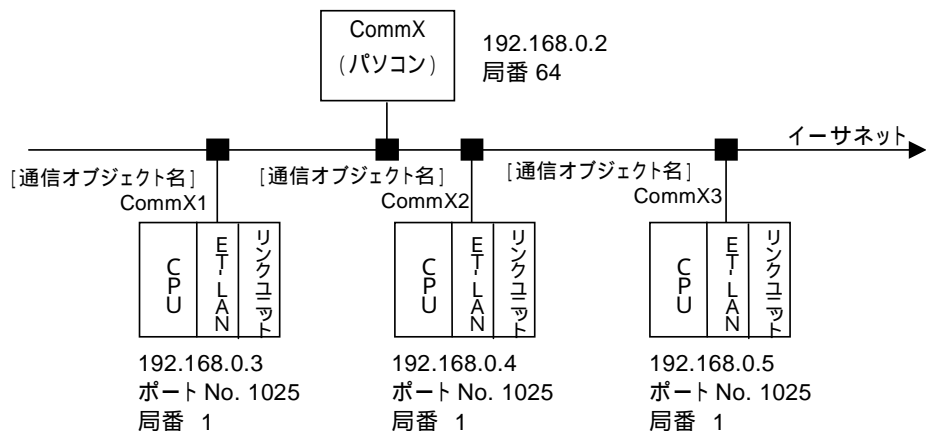 CommX
(パソコン)
192.168.0.2
局番 64
イーサネット
[通信オブジェクト名]
CommX1
[通信オブジェクト名]
CommX2
[通信オブジェクト名]
CommX3
CPU
ET-LAN
リンクユニット
CPU
ET-LAN
リンクユニット
CPU
ET-LAN
リンクユニット
192.168.0.3
ポート No. 1025
局番 1
192.168.0.4
ポート No. 1025
局番 1
192.168.0.5
ポート No. 1025
局番 1